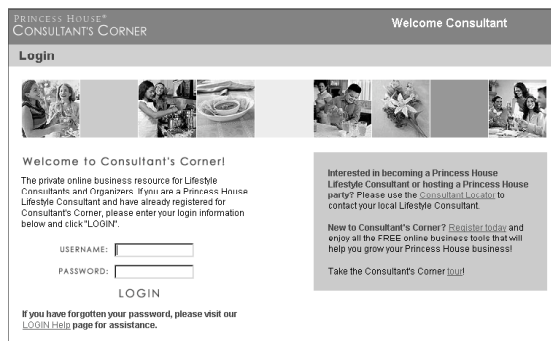 PRINCESS HOUSE®
CONSULTANT'S CORNER
Welcome Consultant
Login
Welcome to Consultant's Corner!
The private online business resource for Lifestyle
Consultants and Organizers. If you are a Princess House
Lifestyle Consultant and have already registered for
Consultant's Corner, please enter your login information
below and click "LOGIN".
USERNAME:
PASSWORD:
LOGIN
If you have forgotten your password, please visit our
LOGIN Help page for assistance.
Interested in becoming a Princess House
Lifestyle Consultant or hosting a Princess House
party? Please use the Consultant Locator to
contact your local Lifestyle Consultant.
New to Consultant's Corner? Register today and
enjoy all the FREE online business tools that will
help you grow your Princess House business!
Take the Consultant's Corner tour!